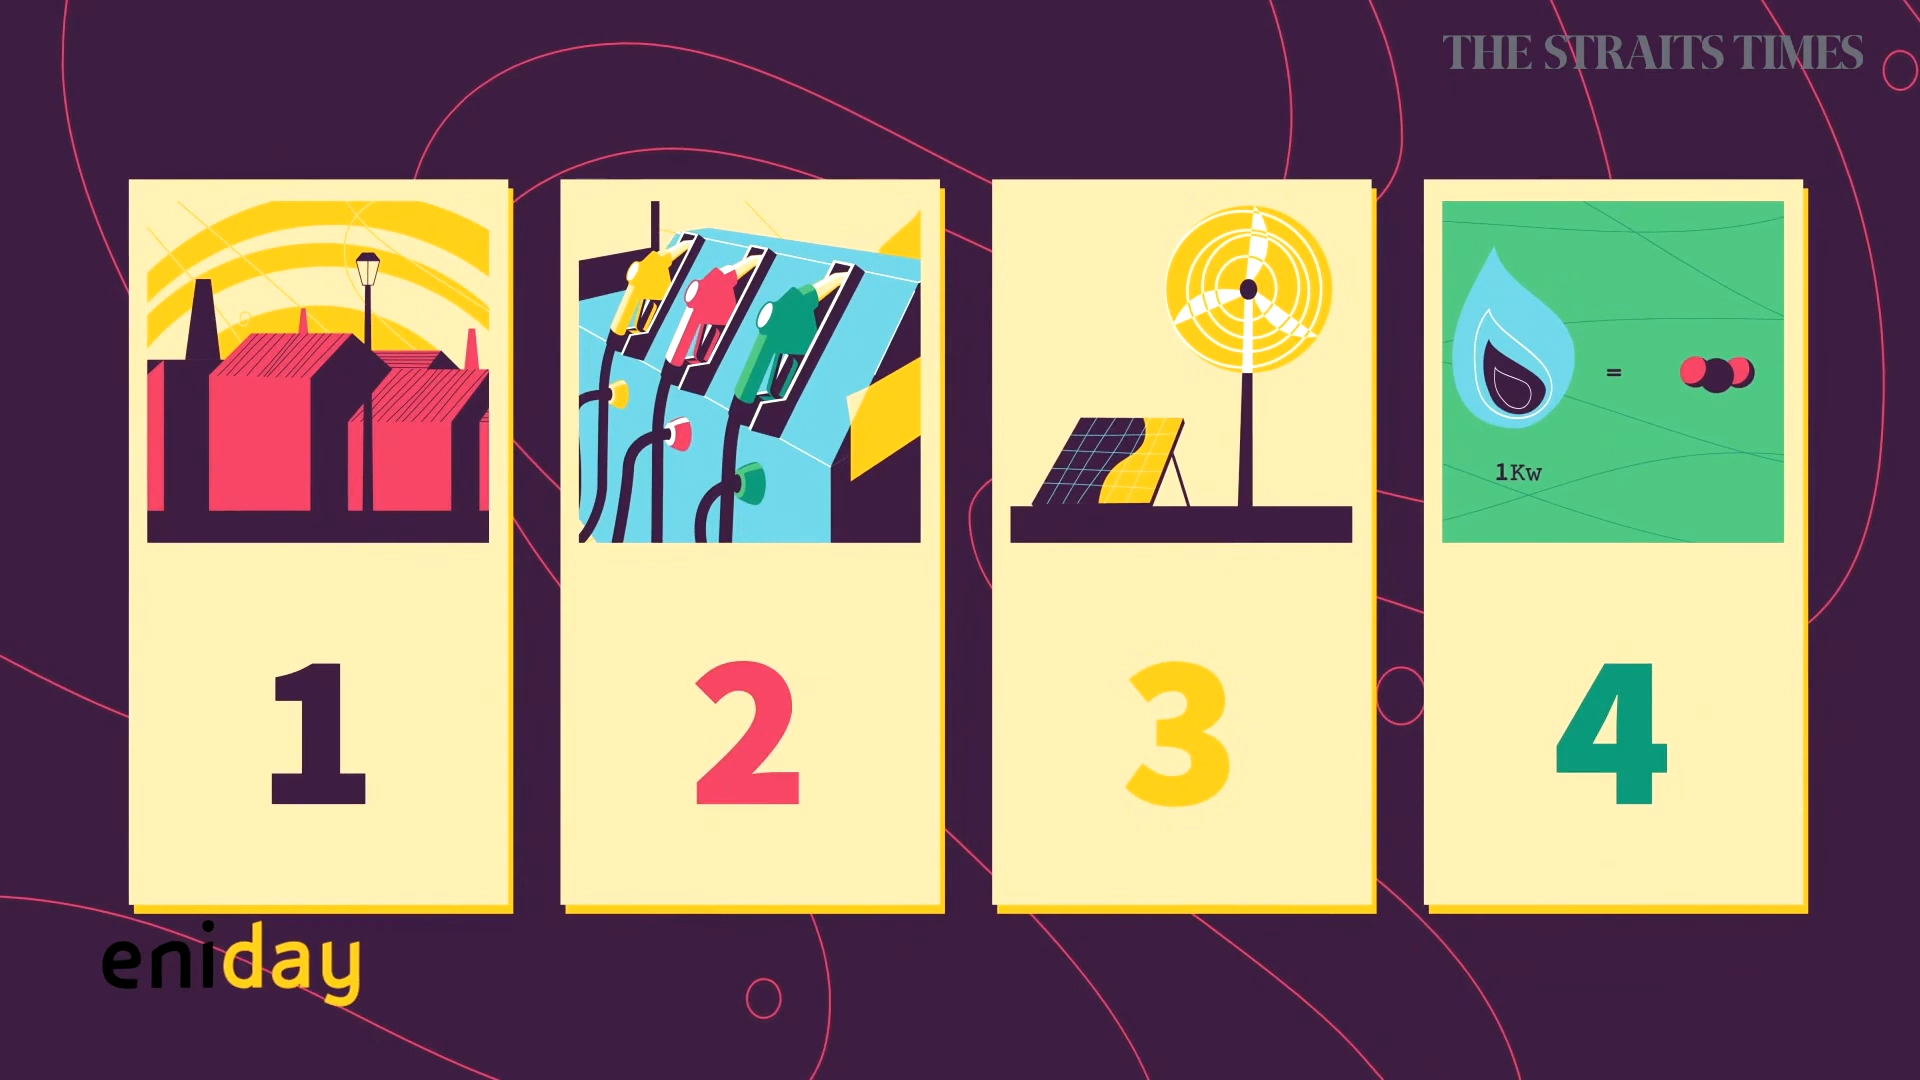 THE STRAITS TIMES
=
1Kw
1
2
3
4
eniday